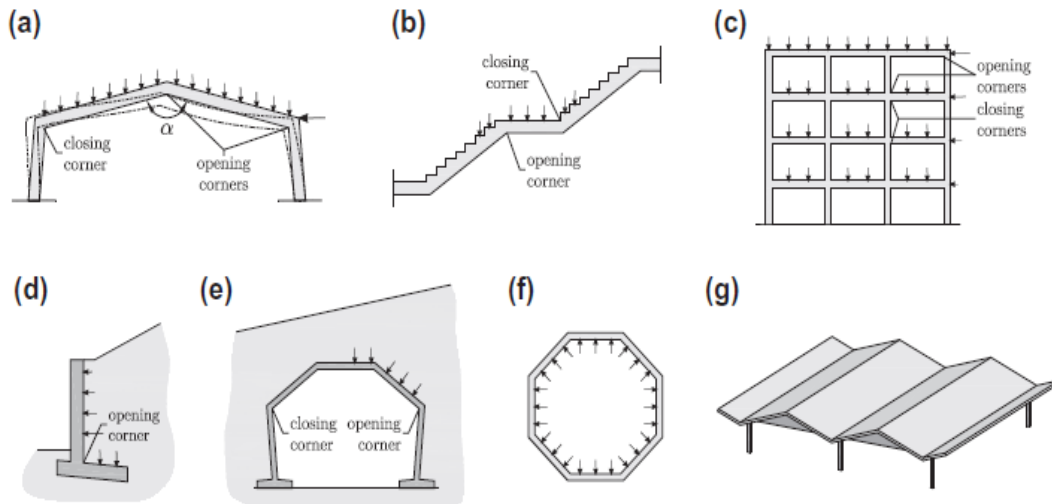 (a)
closing
corner
α
opening
corners
(b)
closing
corner
opening
corner
(c)
opening
corners
closing
corners
(d)
opening
corner
(e)
closing
corner
opening
corner
(f)
(g)